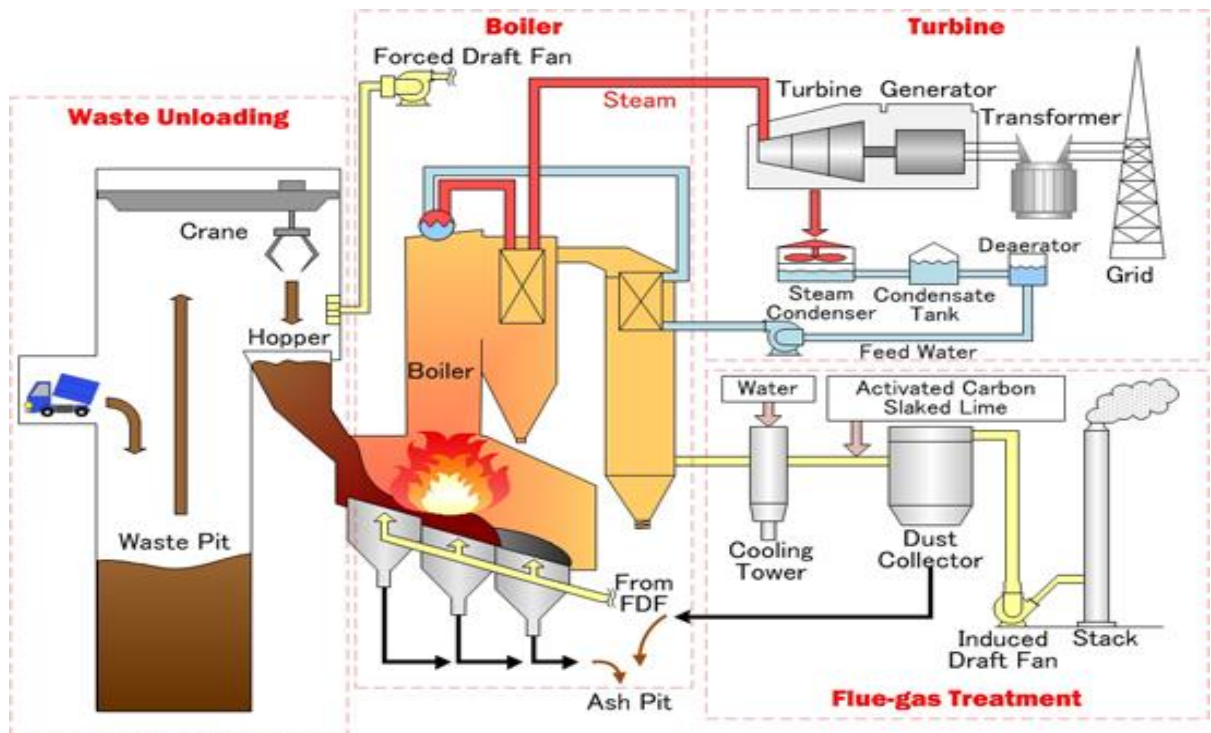 Boiler
Turbine
Forced Draft Fan
Waste Unloading
Steam
Turbine Generator
Transformer
Crane
Deaerator
Grid
Steam
Condenser
Condensate
Tank
Hopper
Feed Water
Boiler
Water
Activated Carbon
Slaked Lime
Waste Pit
Cooling
Tower
Dust
Collector
From
FDF
Induced
Draft Fan
Stack
Ash Pit
Flue-gas Treatment